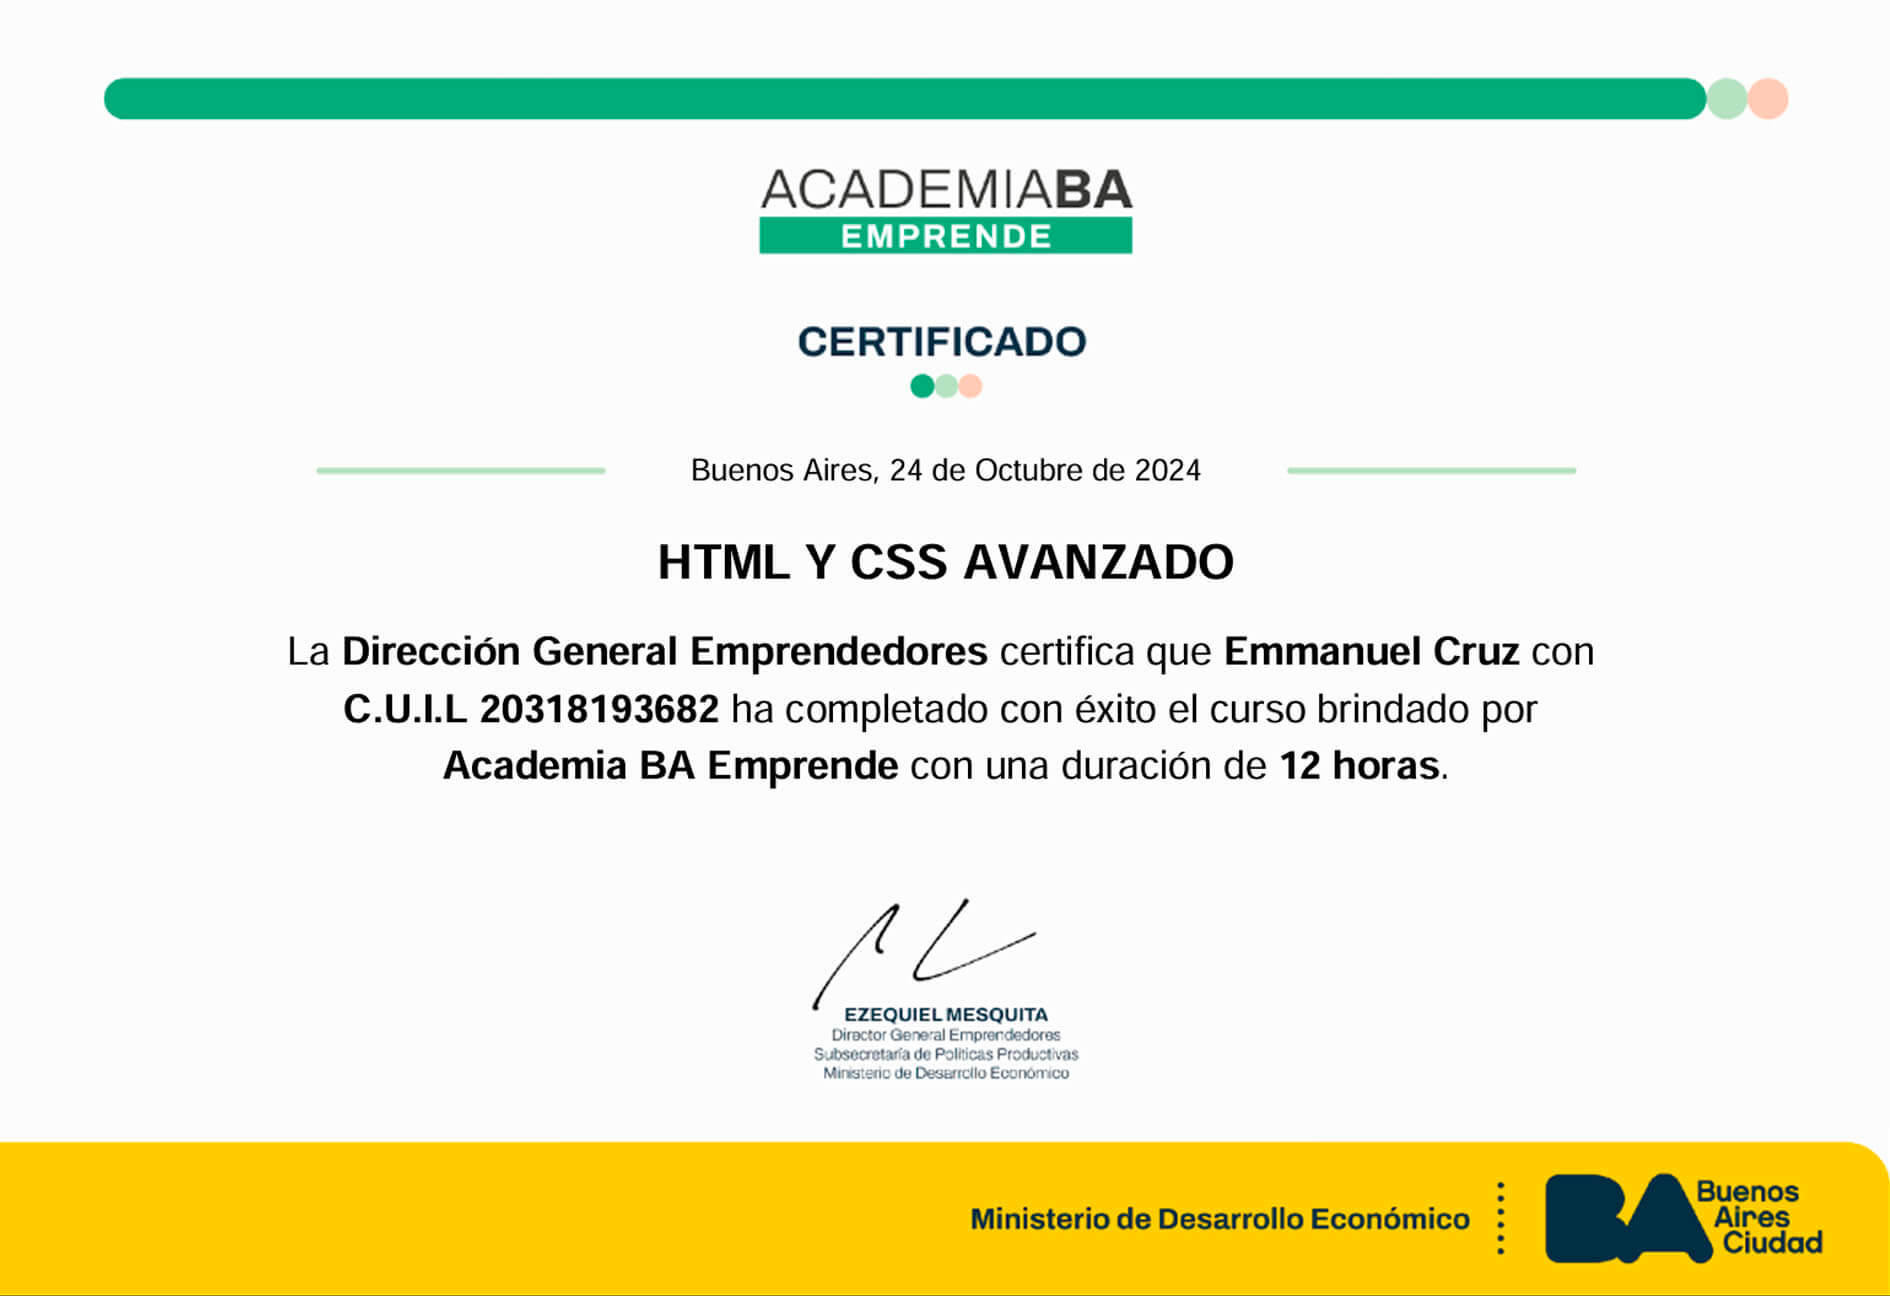 ACADEMIABA
EMPRENDE
CERTIFICADO
Buenos Aires, 24 de Octubre de 2024
HTML Y CSS AVANZADO
La Dirección General Emprendedores certifica que Emmanuel Cruz con
C.U.I.L 20318193682 ha completado con éxito el curso brindado por
Academia BA Emprende con una duración de 12 horas.
EZEQUIEL MESQUITA
Director General Emprendedores
Subsecretaría de Políticas Productivas
Ministerio de Desarrollo Económico
Ministerio de Desarrollo Económico
BA
Buenos
Aires
Ciudad